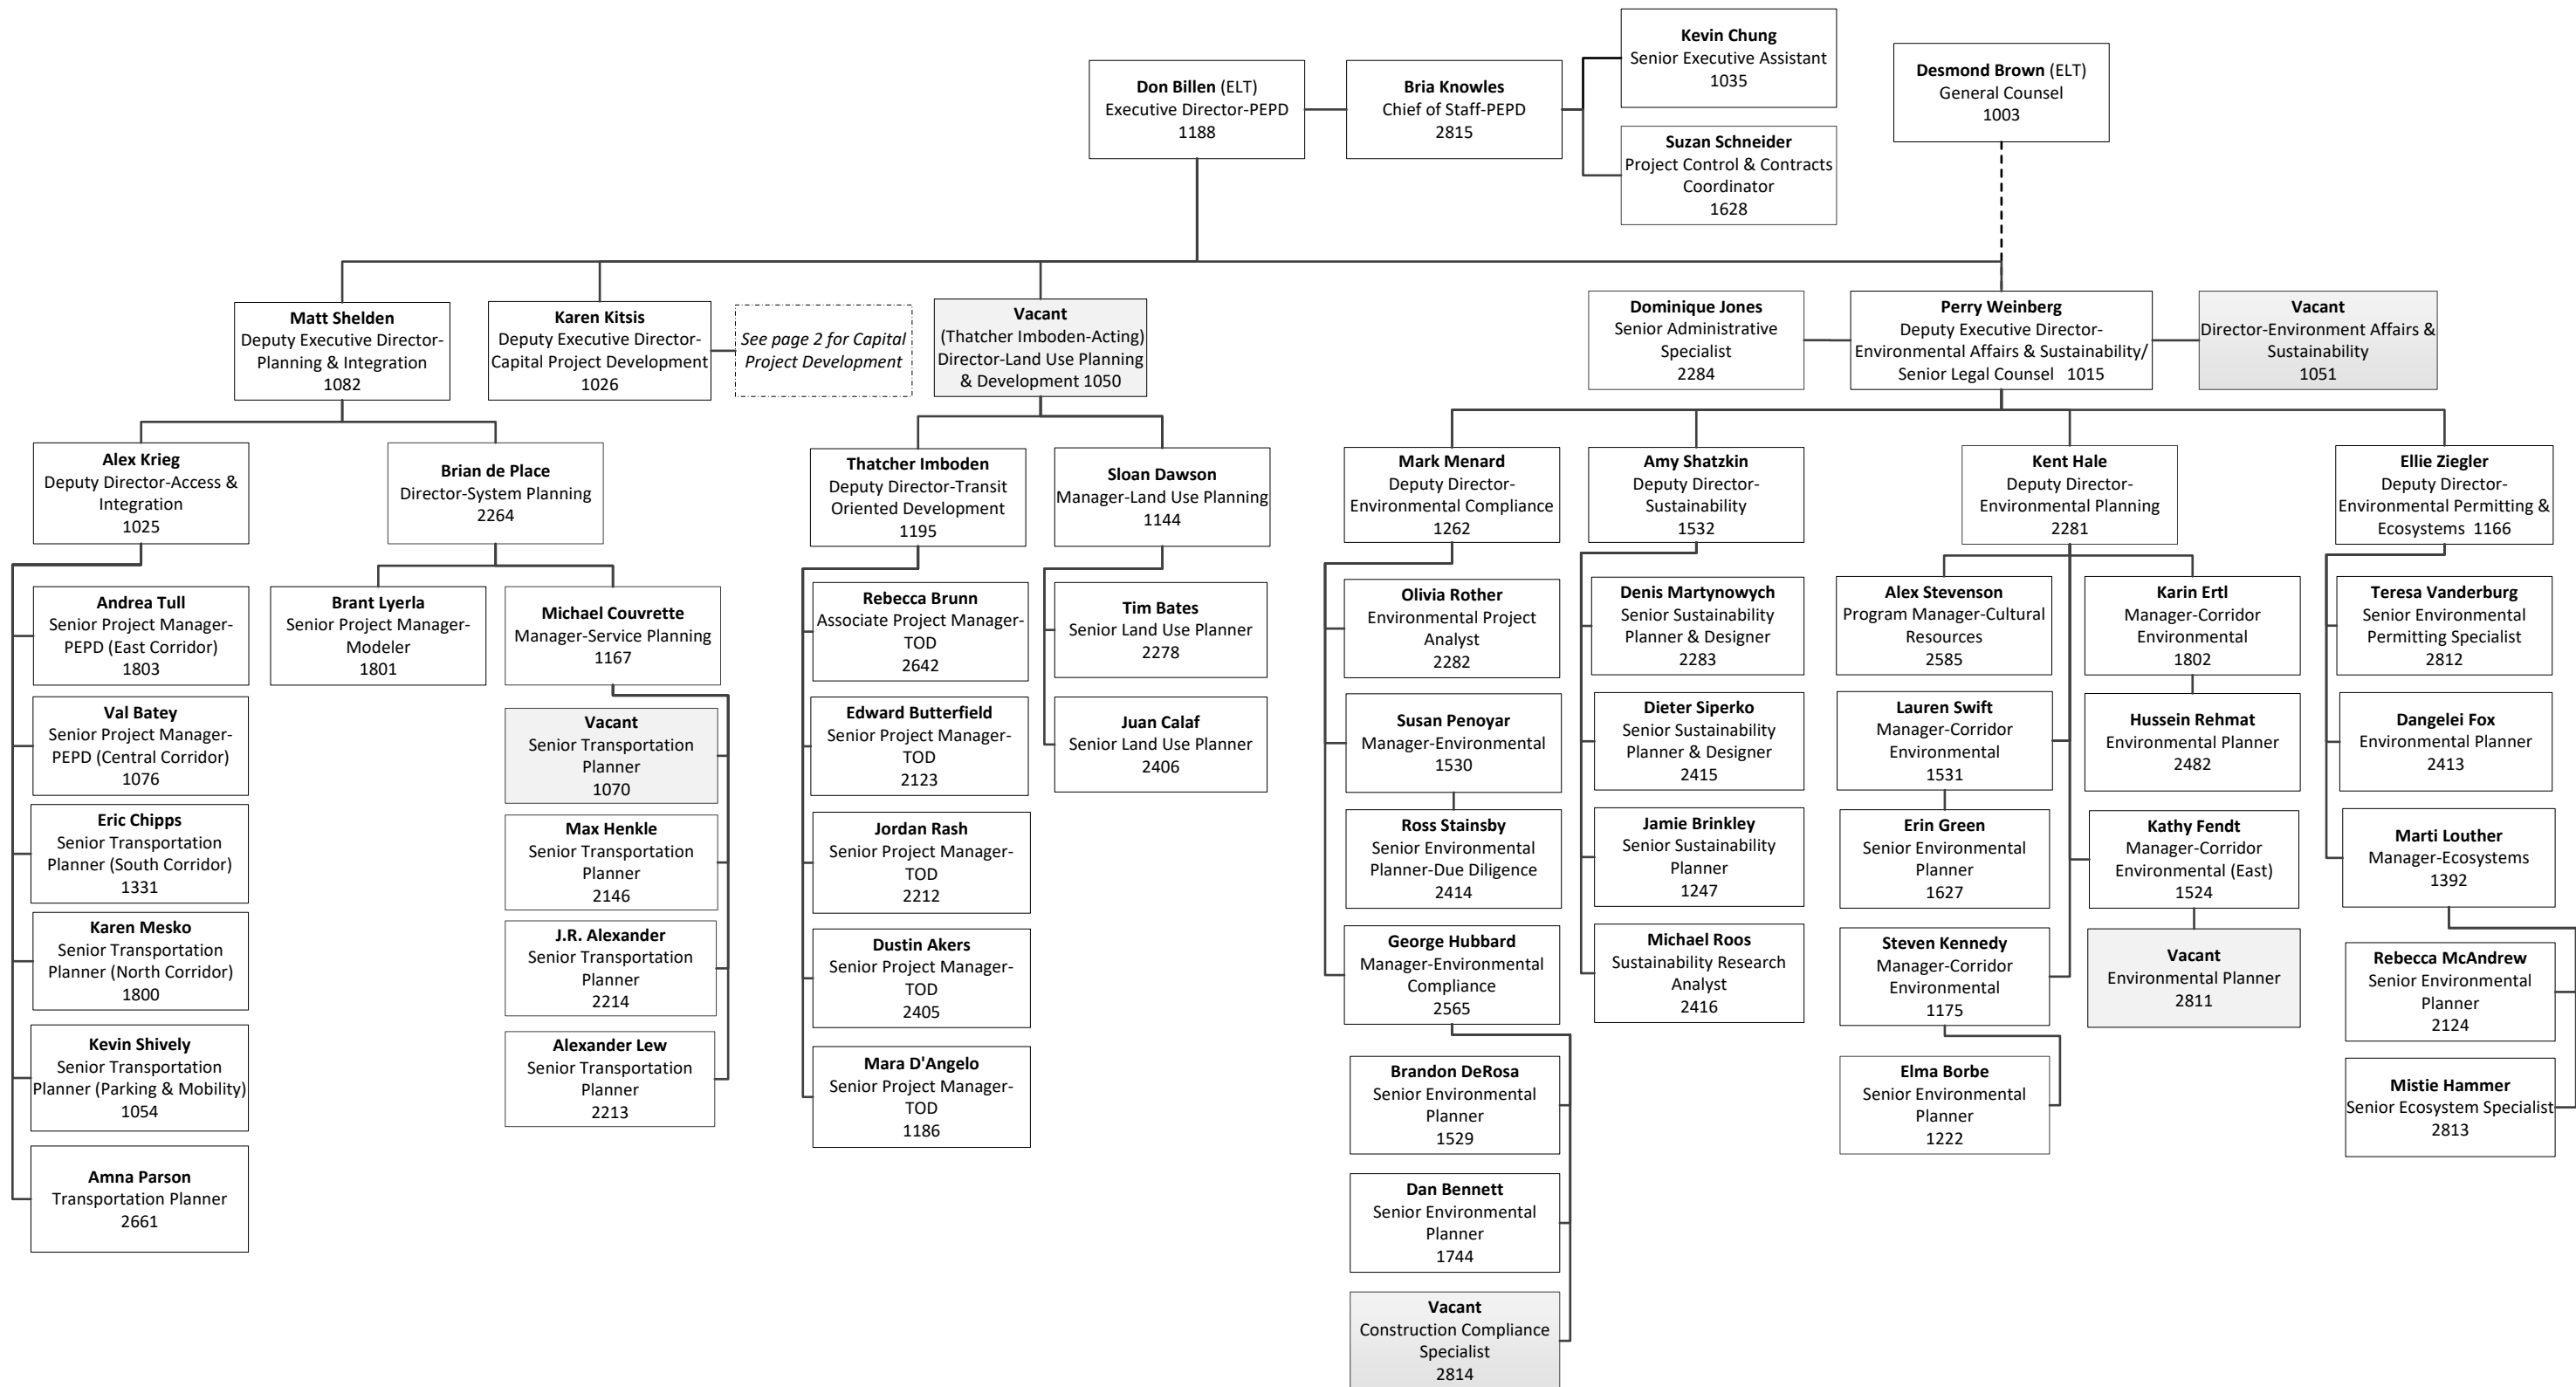 Kevin Chung
Senior Executive Assistant
1035
Don Billen (ELT)
Executive Director-PEPD
1188
Bria Knowles
Chief of Staff-PEPD
2815
Desmond Brown (ELT)
General Counsel
1003
Suzan Schneider
Project Control & Contracts
Coordinator
1628
Matt Shelden
Deputy Executive Director-
Planning & Integration
1082
Karen Kitsis
Deputy Executive Director-
Capital Project Development
1026
See page 2 for Capital
Project Development
Vacant
(Thatcher Imboden-Acting)
Director-Land Use Planning
& Development 1050
Dominique Jones
Senior Administrative
Specialist
2284
Perry Weinberg
Deputy Executive Director-
Environmental Affairs & Sustainability/
Senior Legal Counsel 1015
Vacant
Director-Environment Affairs &
Sustainability
1051
Alex Krieg
Deputy Director-Access &
Integration
1025
Brian de Place
Director-System Planning
2264
Thatcher Imboden
Deputy Director-Transit
Oriented Development
1195
Sloan Dawson
Manager-Land Use Planning
1144
Mark Menard
Deputy Director-
Environmental Compliance
1262
Amy Shatzkin
Deputy Director-
Sustainability
1532
Kent Hale
Deputy Director-
Environmental Planning
2281
Ellie Ziegler
Deputy Director-
Environmental Permitting &
Ecosystems 1166
Andrea Tull
Senior Project Manager-
PEPD (East Corridor)
1803
Val Batey
Senior Project Manager-
PEPD (Central Corridor)
1076
Eric Chipps
Senior Transportation
Planner (South Corridor)
1331
Karen Mesko
Senior Transportation
Planner (North Corridor)
1800
Kevin Shively
Senior Transportation
Planner (Parking & Mobility)
1054
Amna Parson
Transportation Planner
2661
Brant Lyerla
Senior Project Manager-
Modeler
1801
Michael Couvrette
Manager-Service Planning
1167
Vacant
Senior Transportation
Planner
1070
Max Henkle
Senior Transportation
Planner
2146
J.R. Alexander
Senior Transportation
Planner
2214
Alexander Lew
Senior Transportation
Planner
2213
Rebecca Brunn
Associate Project Manager-
TOD
2642
Edward Butterfield
Senior Project Manager-
TOD
2123
Jordan Rash
Senior Project Manager-
TOD
2212
Dustin Akers
Senior Project Manager-
TOD
2405
Mara D'Angelo
Senior Project Manager-
TOD
1186
Tim Bates
Senior Land Use Planner
2278
Juan Calaf
Senior Land Use Planner
2406
Olivia Rother
Environmental Project
Analyst
2282
Susan Penoyar
Manager-Environmental
1530
Ross Stainsby
Senior Environmental
Planner-Due Diligence
2414
George Hubbard
Manager-Environmental
Compliance
2565
Brandon DeRosa
Senior Environmental
Planner
1529
Dan Bennett
Senior Environmental
Planner
1744
Vacant
Construction Compliance
Specialist
2814
Denis Martynowych
Senior Sustainability
Planner & Designer
2283
Dieter Siperko
Senior Sustainability
Planner & Designer
2415
Jamie Brinkley
Senior Sustainability
Planner
1247
Michael Roos
Sustainability Research
Analyst
2416
Alex Stevenson
Program Manager-Cultural
Resources
2585
Lauren Swift
Manager-Corridor
Environmental
1531
Erin Green
Senior Environmental
Planner
1627
Steven Kennedy
Manager-Corridor
Environmental
1175
Elma Borbe
Senior Environmental
Planner
1222
Karin Ertl
Manager-Corridor
Environmental
1802
Hussein Rehmat
Environmental Planner
2482
Kathy Fendt
Manager-Corridor
Environmental (East)
1524
Vacant
Environmental Planner
2811
Teresa Vanderburg
Senior Environmental
Permitting Specialist
2812
Dangelei Fox
Environmental Planner
2413
Marti Louther
Manager-Ecosystems
1392
Rebecca McAndrew
Senior Environmental
Planner
2124
Mistie Hammer
Senior Ecosystem Specialist
2813